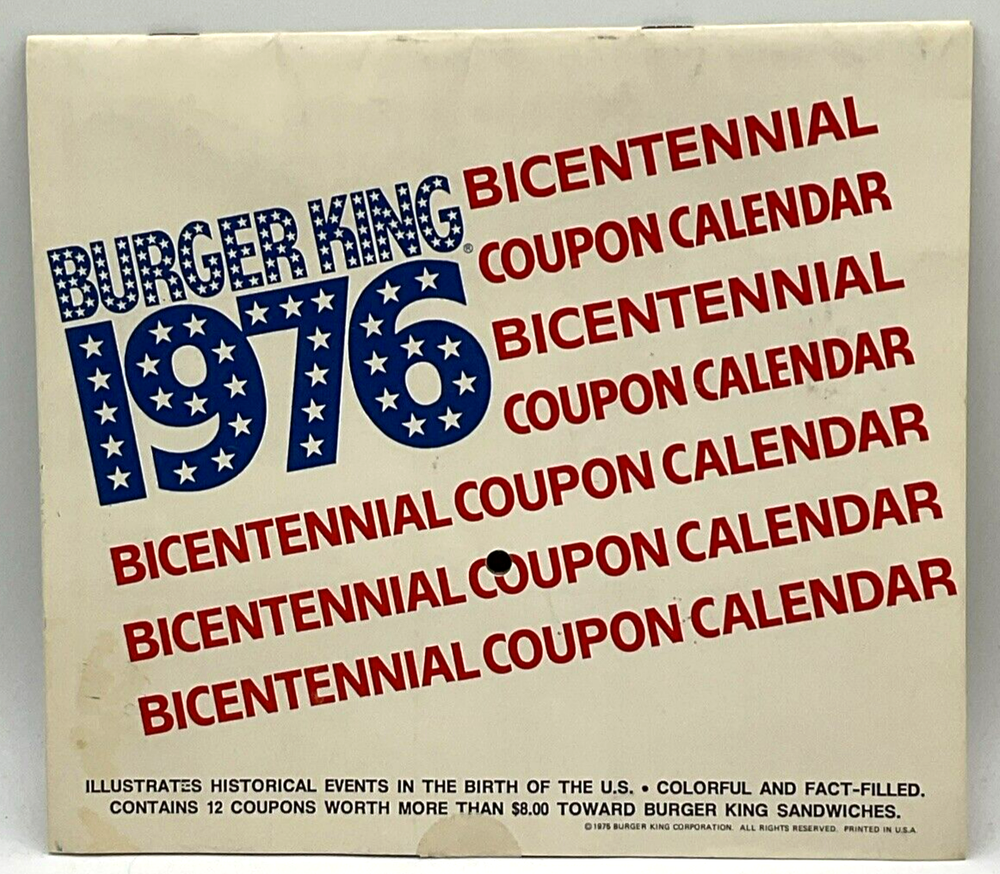 BURGER KING®
1976
BICENTENNIAL
COUPON CALENDAR
BICENTENNIAL
COUPON CALENDAR
BICENTENNIAL COUPON CALENDAR
BICENTENNIAL COUPON CALENDAR
BICENTENNIAL COUPON CALENDAR
ILLUSTRATES HISTORICAL EVENTS IN THE BIRTH OF THE U.S. • COLORFUL AND FACT-FILLED.
CONTAINS 12 COUPONS WORTH MORE THAN $8.00 TOWARD BURGER KING SANDWICHES.
© 1975 BURGER KING CORPORATION. ALL RIGHTS RESERVED. PRINTED IN U.S.A.